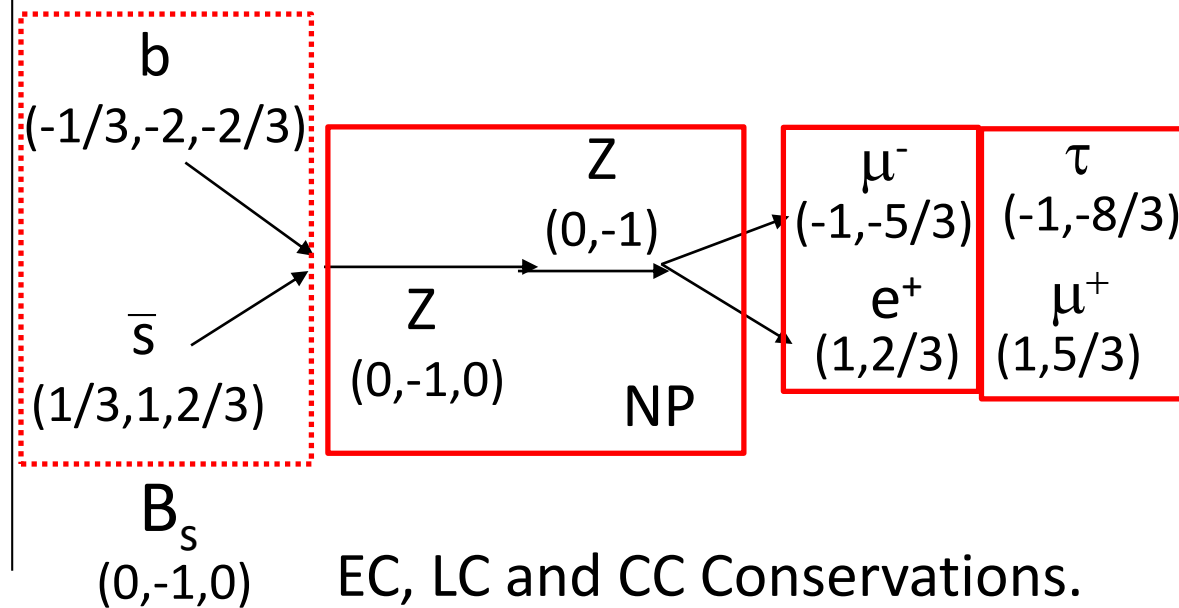 b
(-1/3,-2,-2/3)
s̅
(1/3,1,2/3)
Bₛ
(0,-1,0)
Z
(0,-1)
Z
(0,-1,0)
NP
μ⁻
(-1,-5/3)
e⁺
(1,2/3)
τ
(-1,-8/3)
μ⁺
(1,5/3)
EC, LC and CC Conservations.